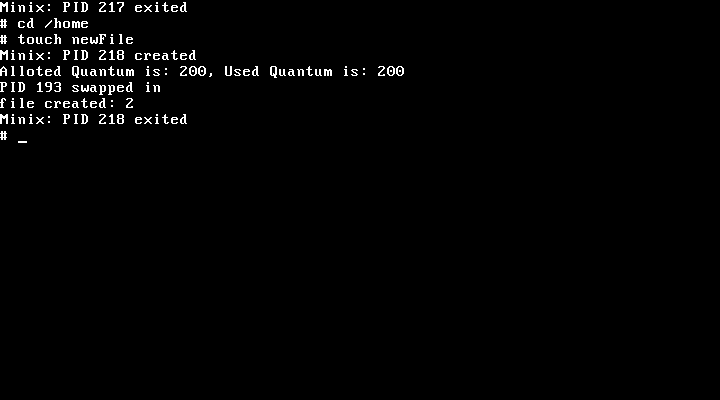 Minix: PID 217 exited
# cd /home
# touch newFile
Minix: PID 218 created
Alloted Quantum is: 200, Used Quantum is: 200
PID 193 swapped in
file created: 2
Minix: PID 218 exited
# _